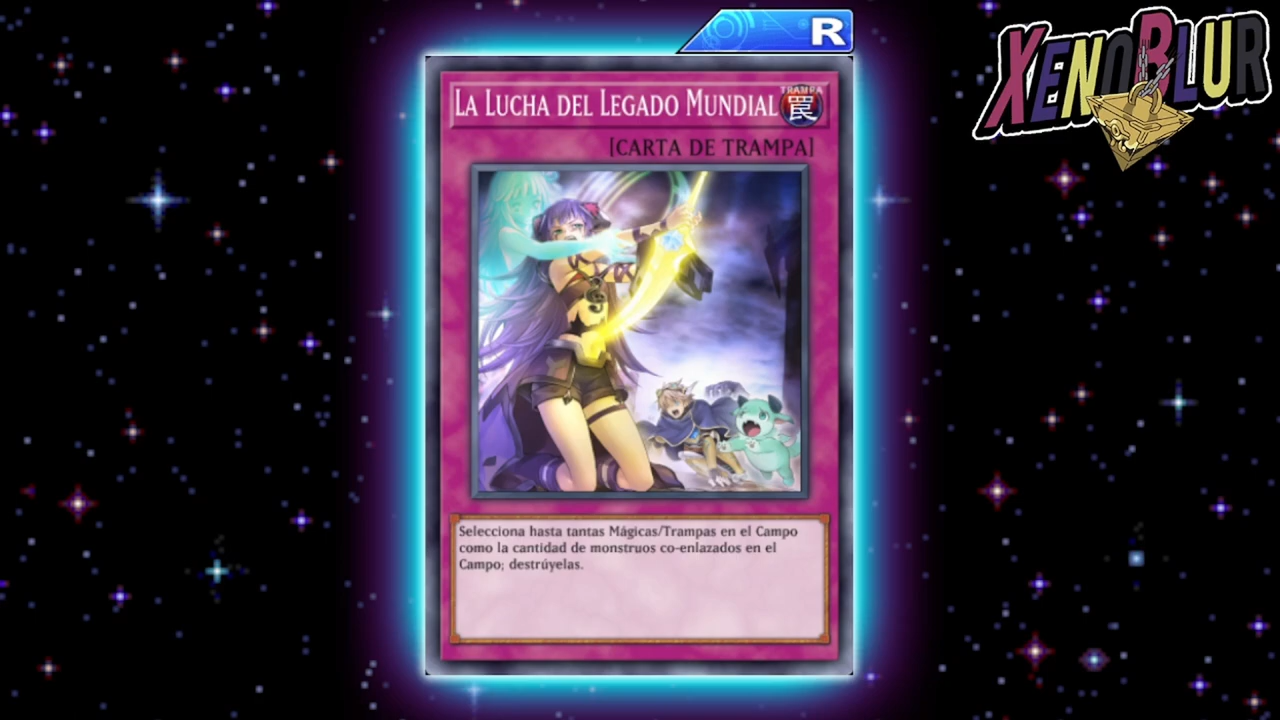 R
XENOBLUR
LA LUCHA DEL LEGADO MUNDIAL
TRAMPA
罠
[CARTA DE TRAMPA]
Selecciona hasta tantas Mágicas/Trampas en el Campo
como la cantidad de monstruos co-enlazados en el
Campo; destrúyelas.